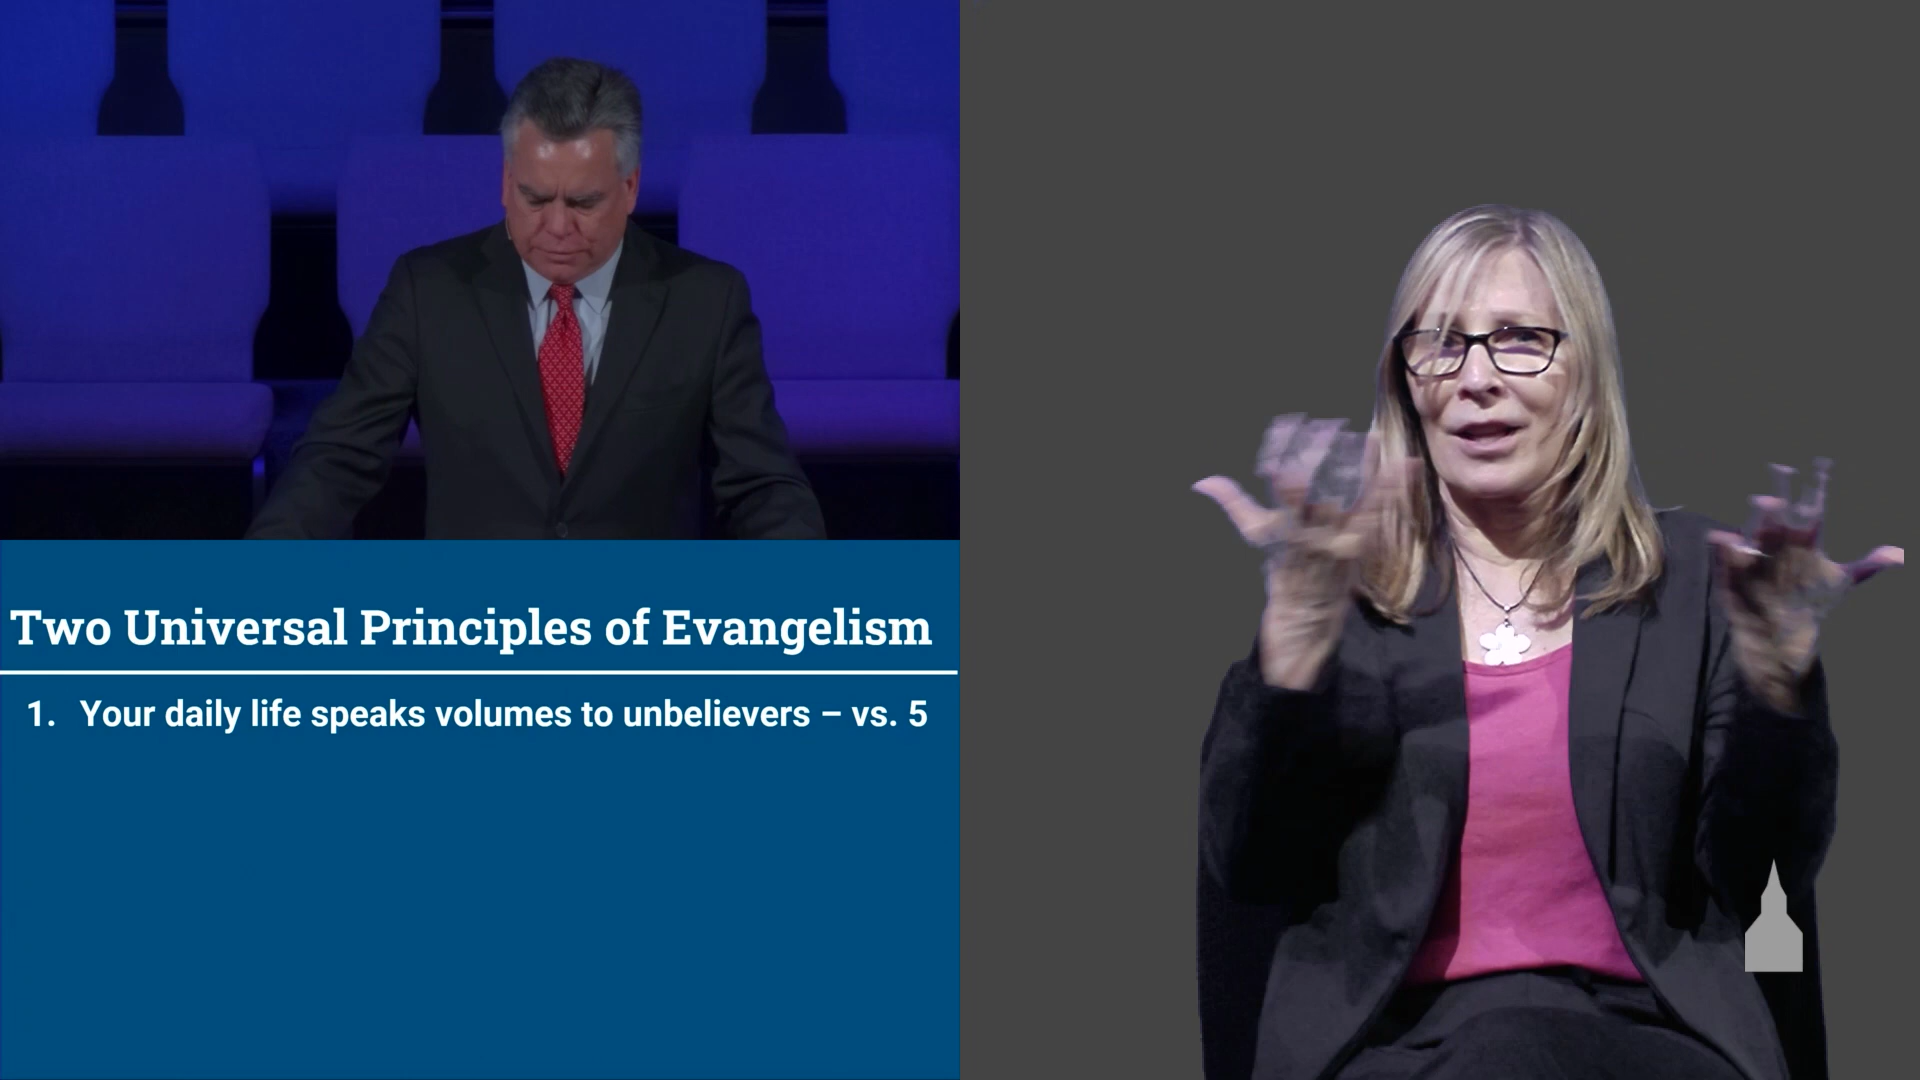 Two Universal Principles of Evangelism
1. Your daily life speaks volumes to unbelievers – vs. 5